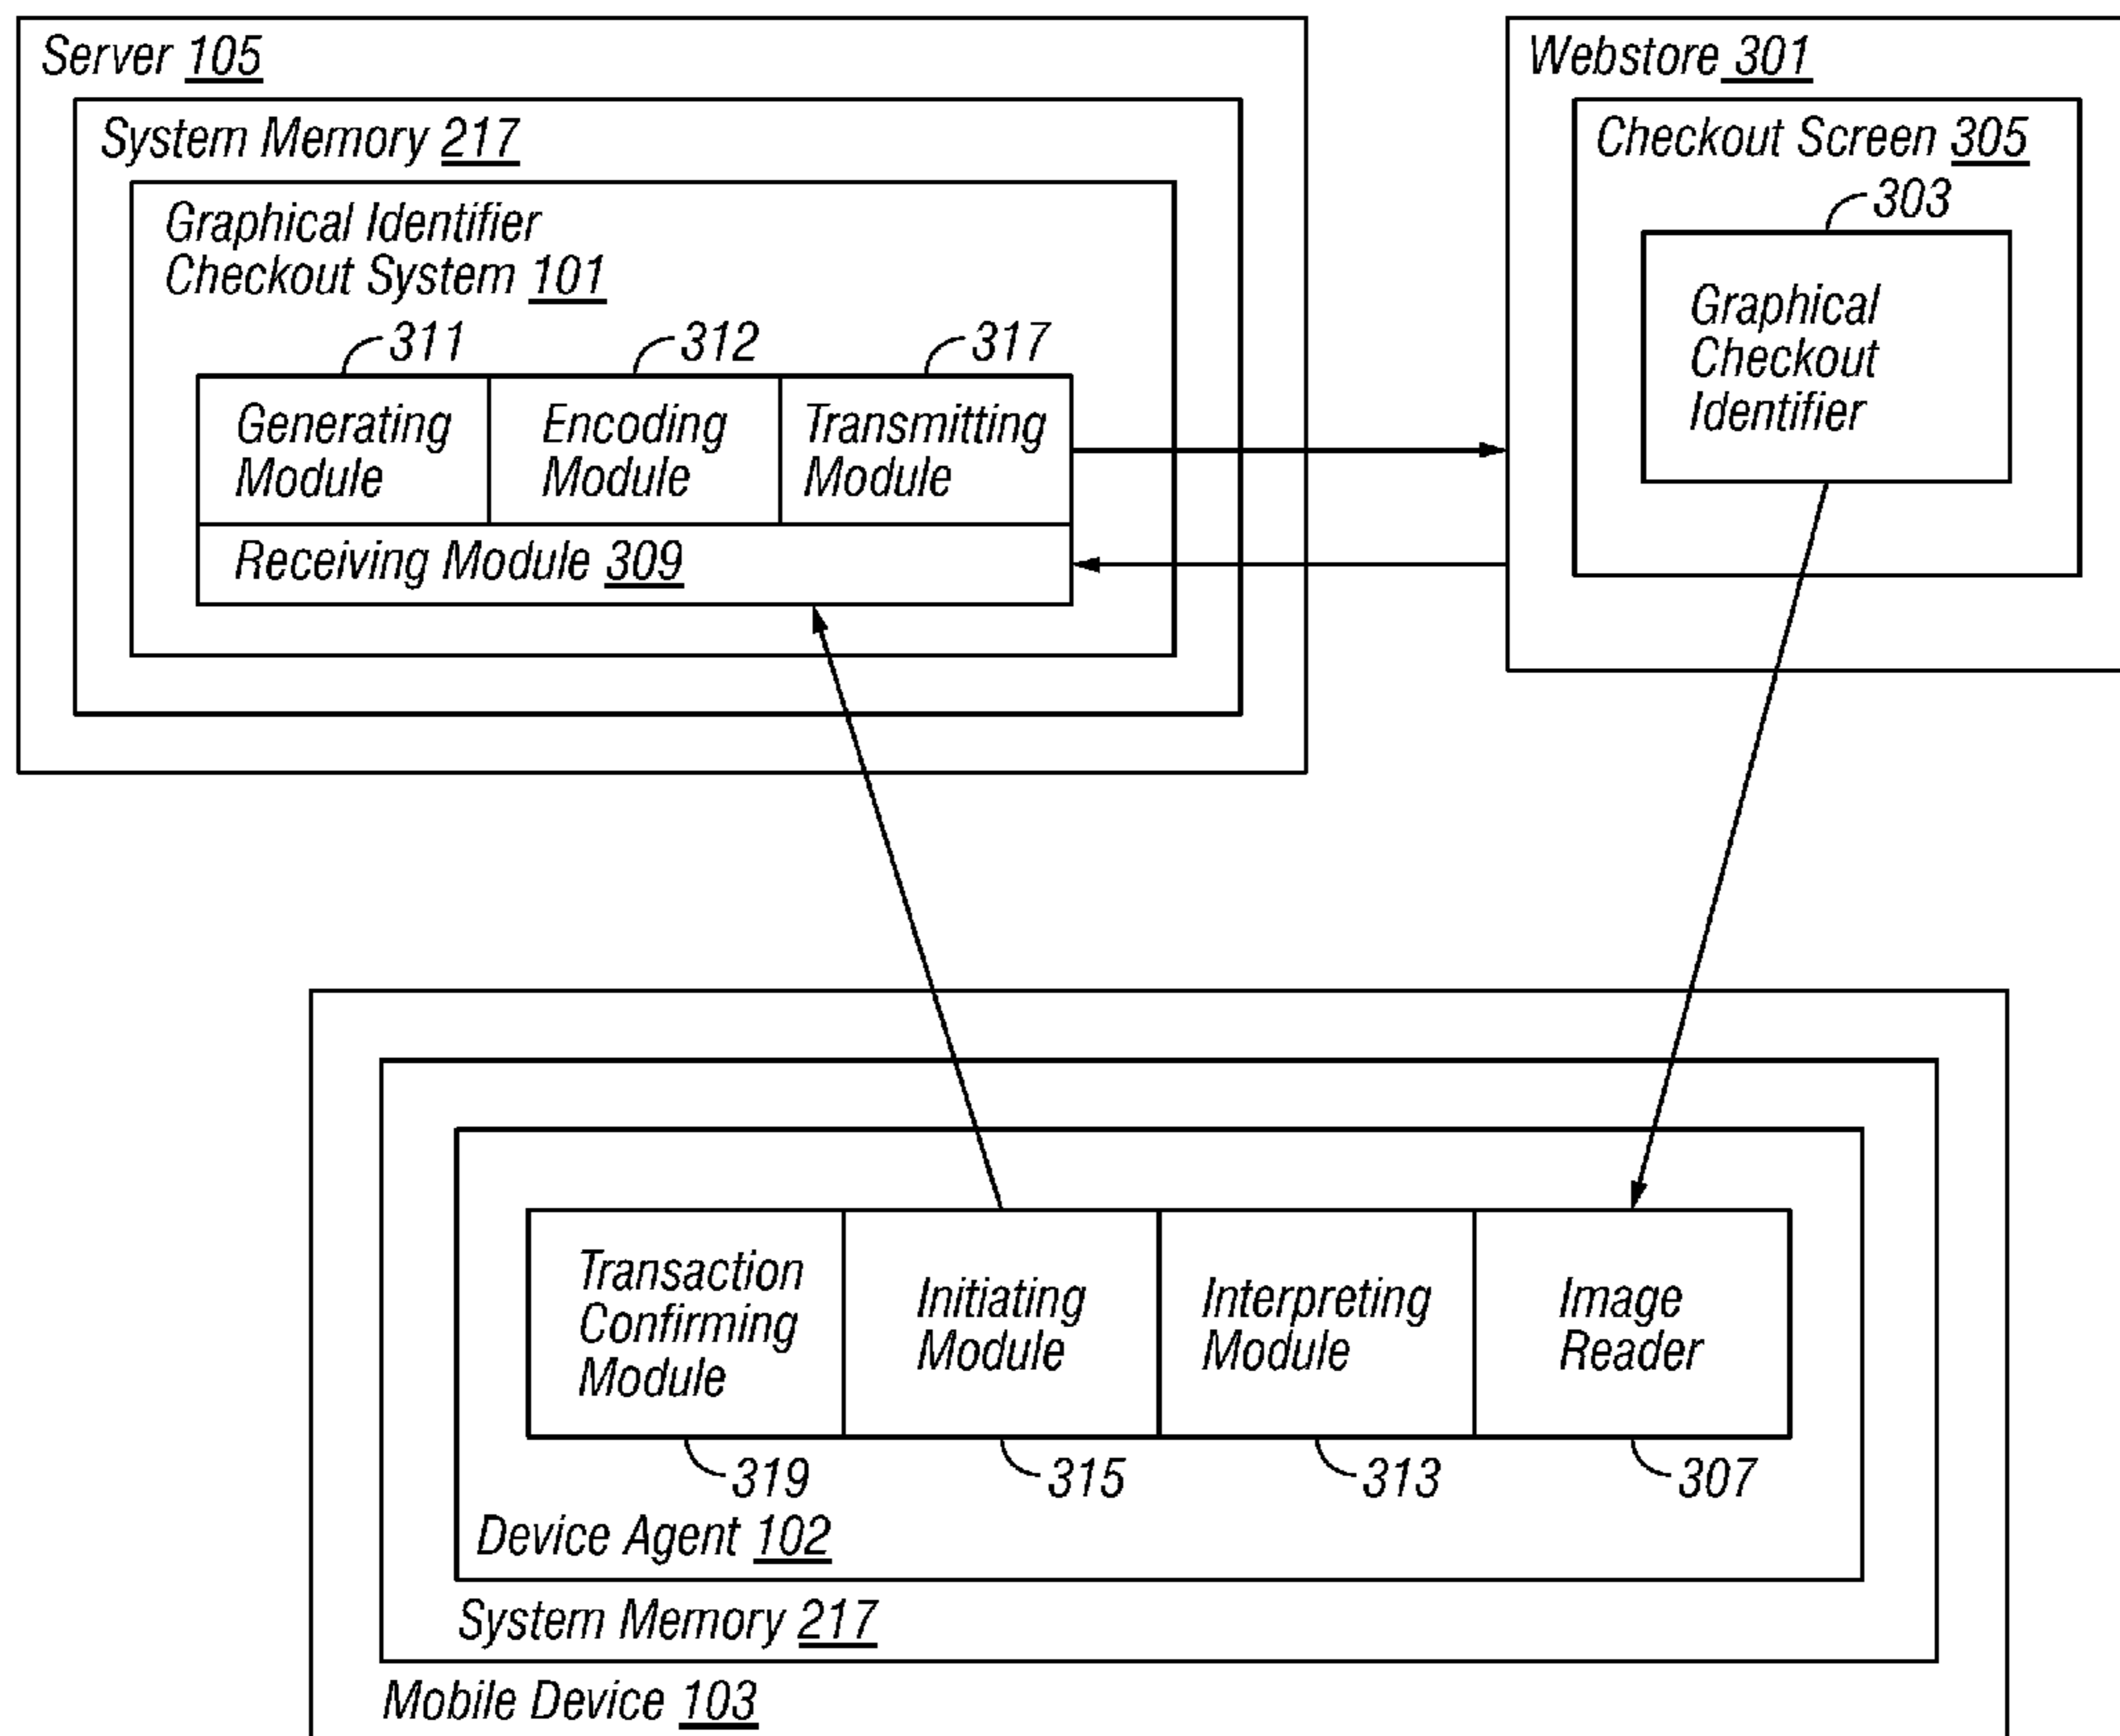 Server 105
System Memory 217
Graphical Identifier
Checkout System 101
311
312
317
Generating
Module
Encoding
Module
Transmitting
Module
Receiving Module 309
Webstore 301
Checkout Screen 305
303
Graphical
Checkout
Identifier
Transaction
Confirming
Module
Initiating
Module
Interpreting
Module
Image
Reader
319
315
313
307
Device Agent 102
System Memory 217
Mobile Device 103